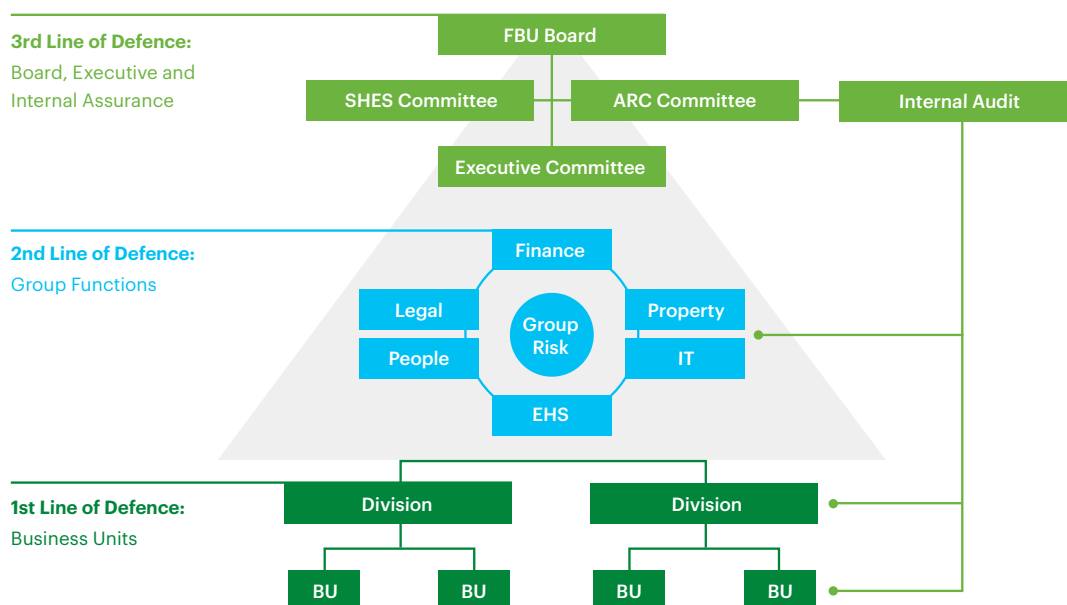 3rd Line of Defence:
Board, Executive and
Internal Assurance
FBU Board
SHES Committee
ARC Committee
Internal Audit
Executive Committee
2nd Line of Defence:
Group Functions
Finance
Legal
Property
Group
Risk
People
IT
EHS
1st Line of Defence:
Business Units
Division
Division
BU
BU
BU
BU